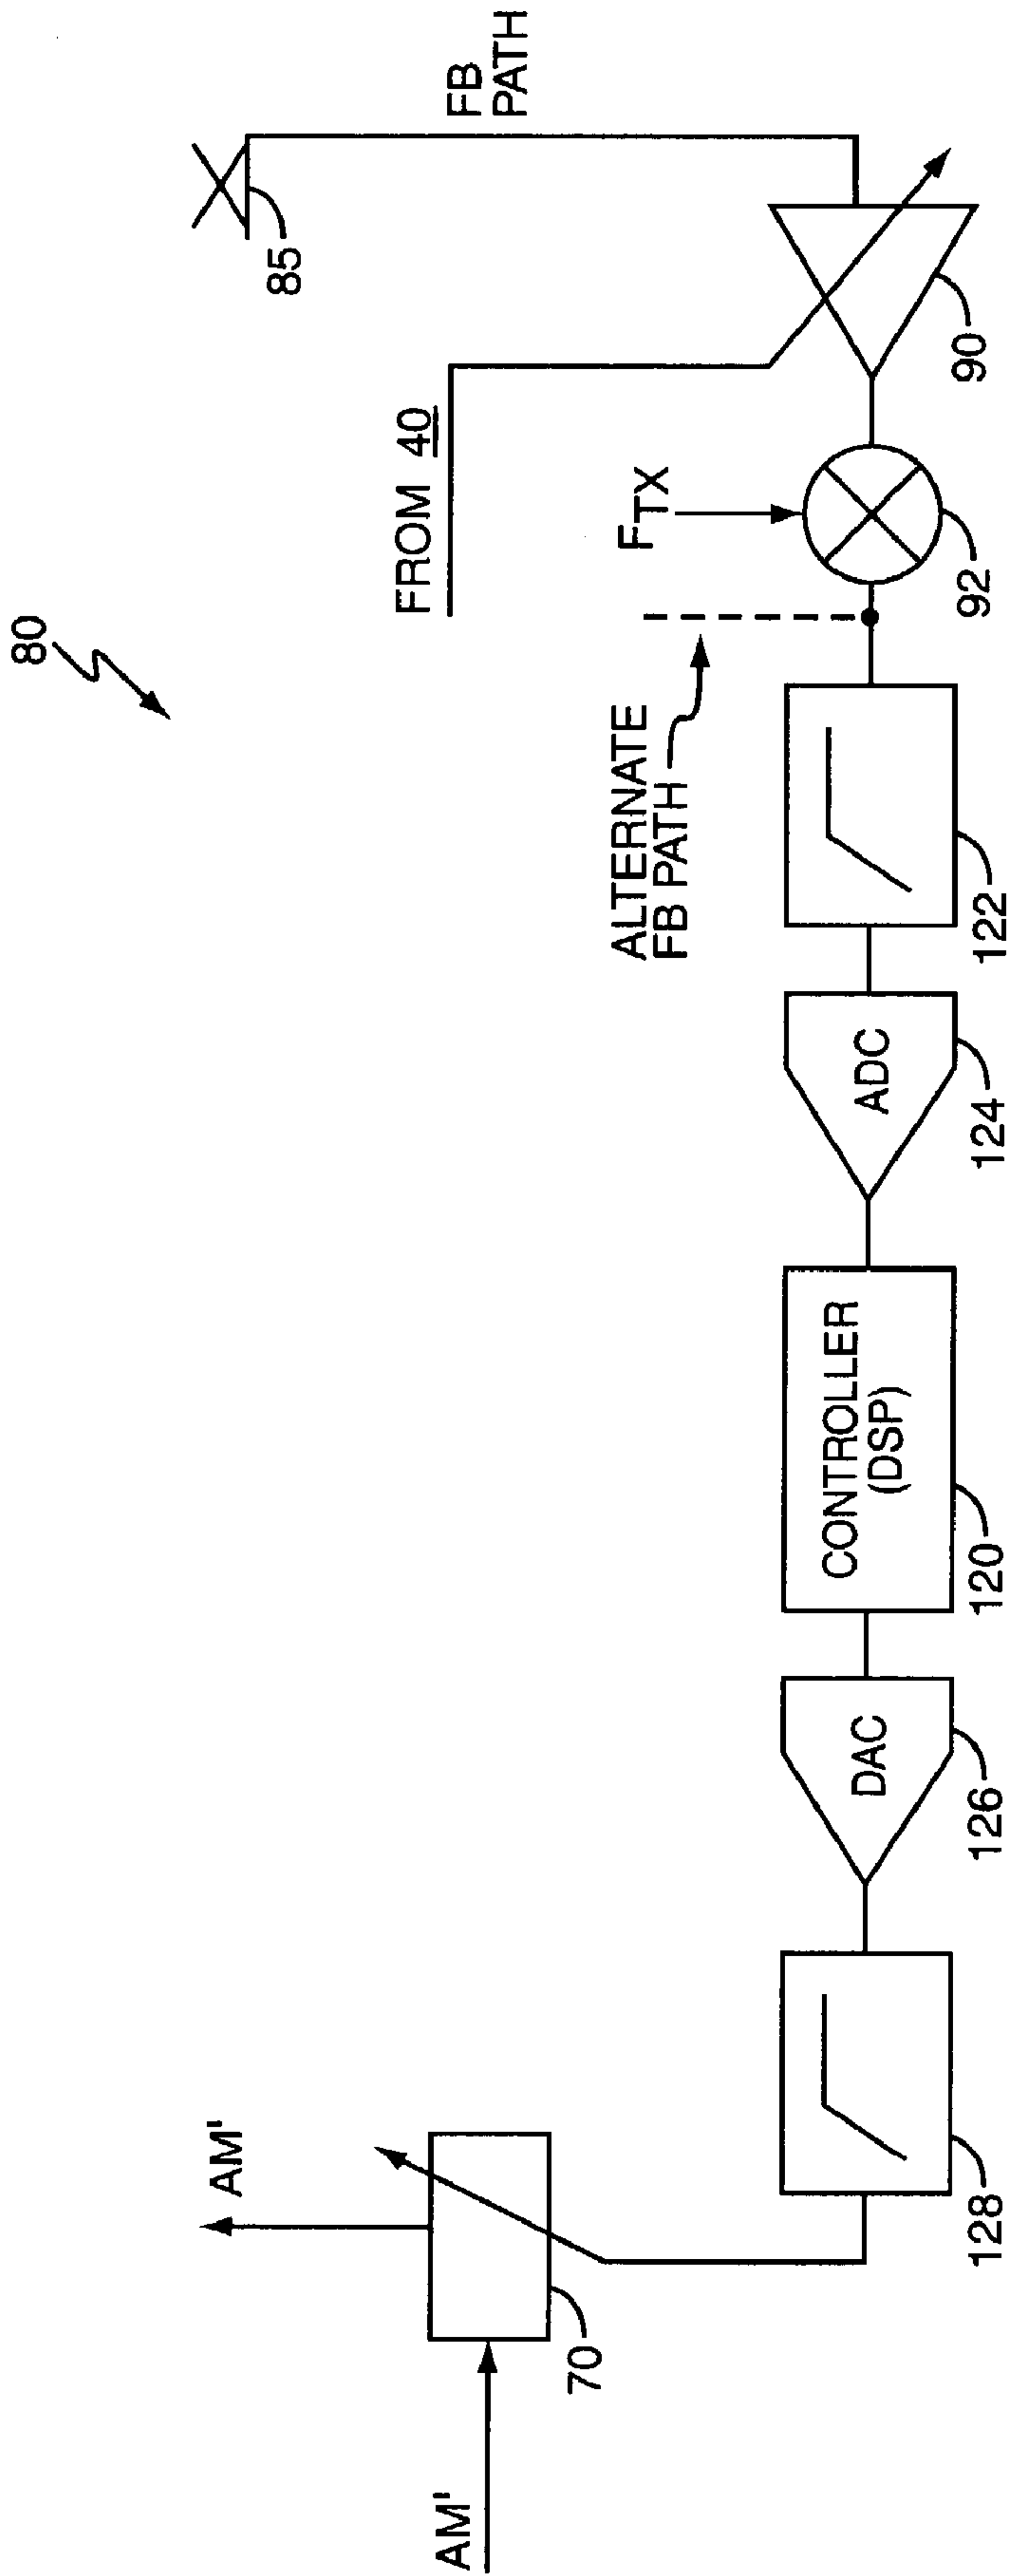 80
FB
PATH
85
FROM 40
FTX
90
92
ALTERNATE
FB PATH
122
ADC
124
CONTROLLER
(DSP)
120
DAC
126
128
AM'
70
AM'